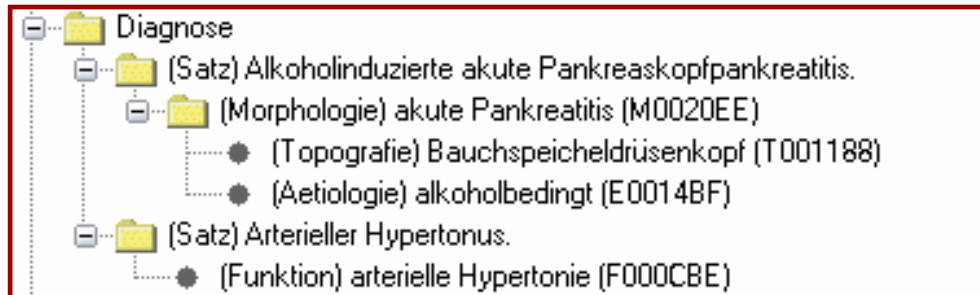 Diagnose
(Satz) Alkoholinduzierte akute Pankreaskopfpankreatitis.
(Morphologie) akute Pankreatitis (M0020EE)
(Topografie) Bauchspeicheldrüsenkopf (T001188)
(Aetiologie) alkoholbedingt (E0014BF)
(Satz) Arterieller Hypertonus.
(Funktion) arterielle Hypertonie (F000CBE)